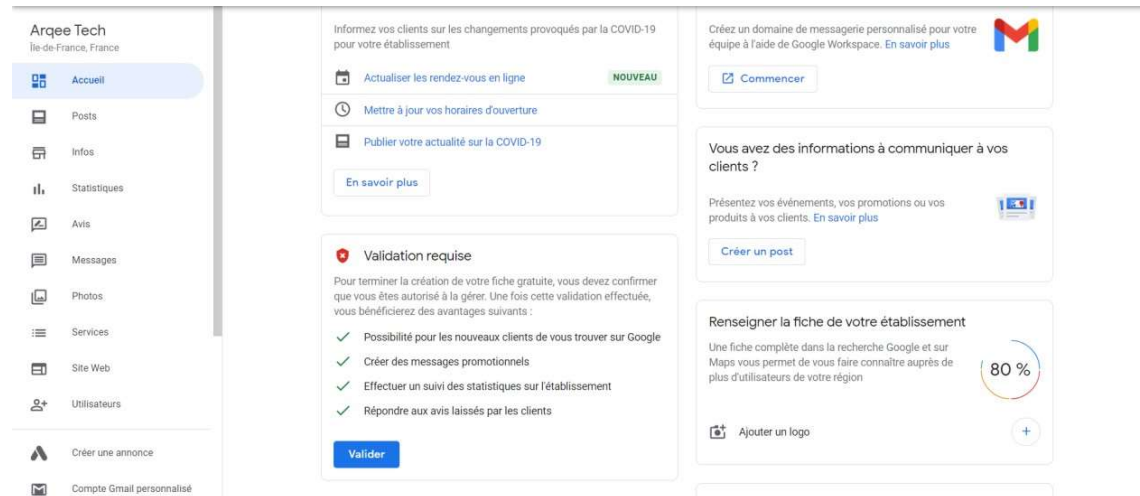 Arqee Tech
Île-de-France, France
Accueil
Posts
Infos
Statistiques
Avis
Messages
Photos
Services
Site Web
Utilisateurs
Créer une annonce
Compte Gmail personnalisé
Informez vos clients sur les changements provoqués par la COVID-19
pour votre établissement
Actualiser les rendez-vous en ligne NOUVEAU
Mettre à jour vos horaires d'ouverture
Publier votre actualité sur la COVID-19
En savoir plus
Validation requise
Pour terminer la création de votre fiche gratuite, vous devez confirmer
que vous êtes autorisé à la gérer. Une fois cette validation effectuée,
vous bénéficierez des avantages suivants :
Possibilité pour les nouveaux clients de vous trouver sur Google
Créer des messages promotionnels
Effectuer un suivi des statistiques sur l'établissement
Répondre aux avis laissés par les clients
Valider
Créez un domaine de messagerie personnalisé pour votre
équipe à l'aide de Google Workspace. En savoir plus
Commencer
Vous avez des informations à communiquer à vos
clients ?
Présentez vos événements, vos promotions ou vos
produits à vos clients. En savoir plus
Créer un post
Renseigner la fiche de votre établissement
Une fiche complète dans la recherche Google et sur
Maps vous permet de vous faire connaître auprès de
plus d'utilisateurs de votre région
80 %
Ajouter un logo